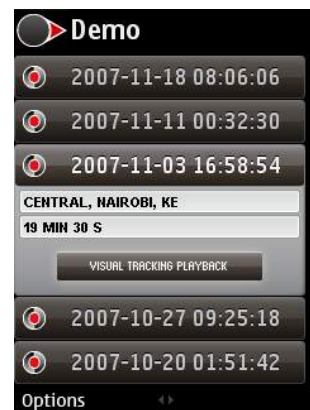 Demo
2007-11-18 08:06:06
2007-11-11 00:32:30
2007-11-03 16:58:54
CENTRAL, NAIROBI, KE
19 MIN 30 S
VISUAL TRACKING PLAYBACK
2007-10-27 09:25:18
2007-10-20 01:51:42
Options